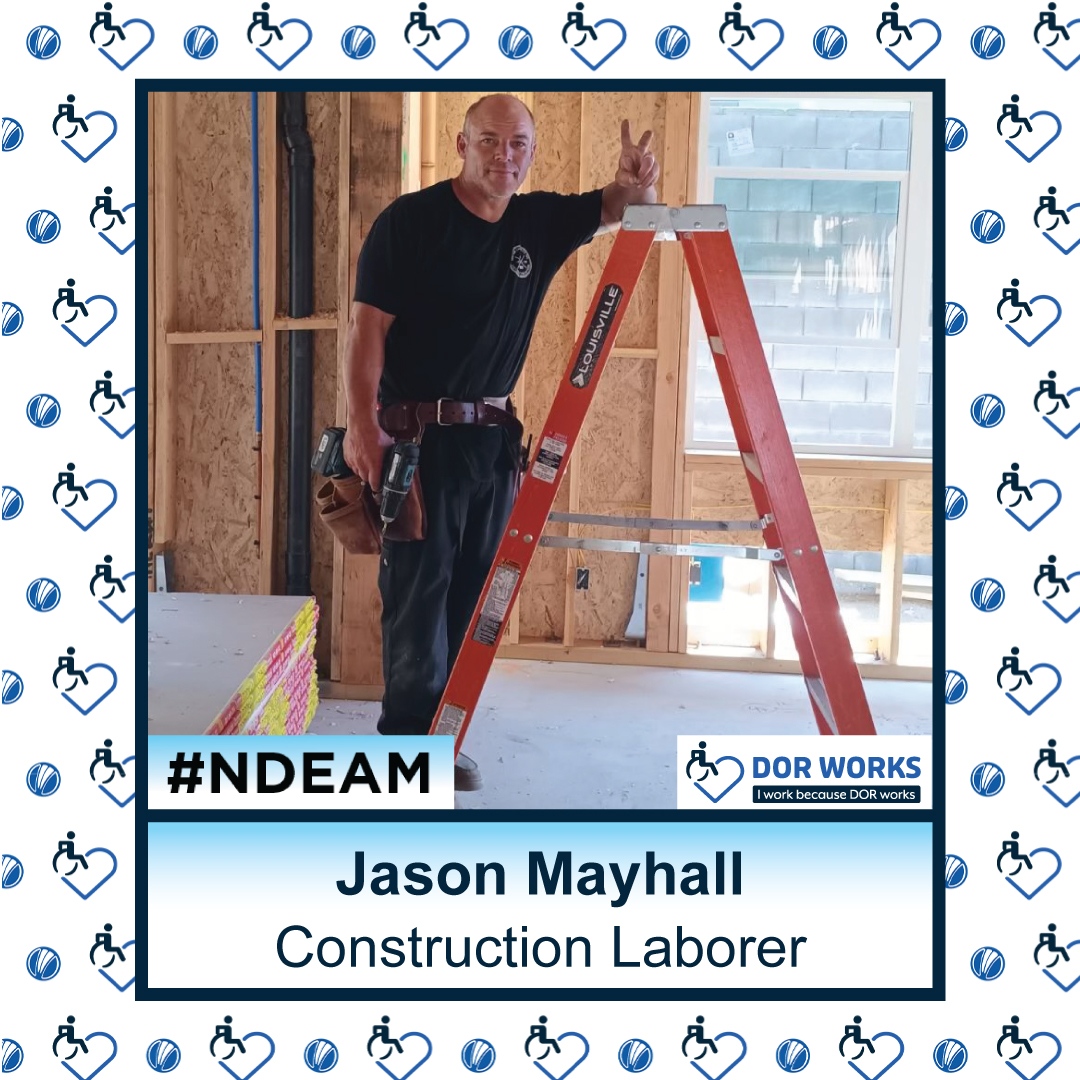 LOUISVILLE
#NDEAM
DOR WORKS
I work because DOR works
Jason Mayhall
Construction Laborer